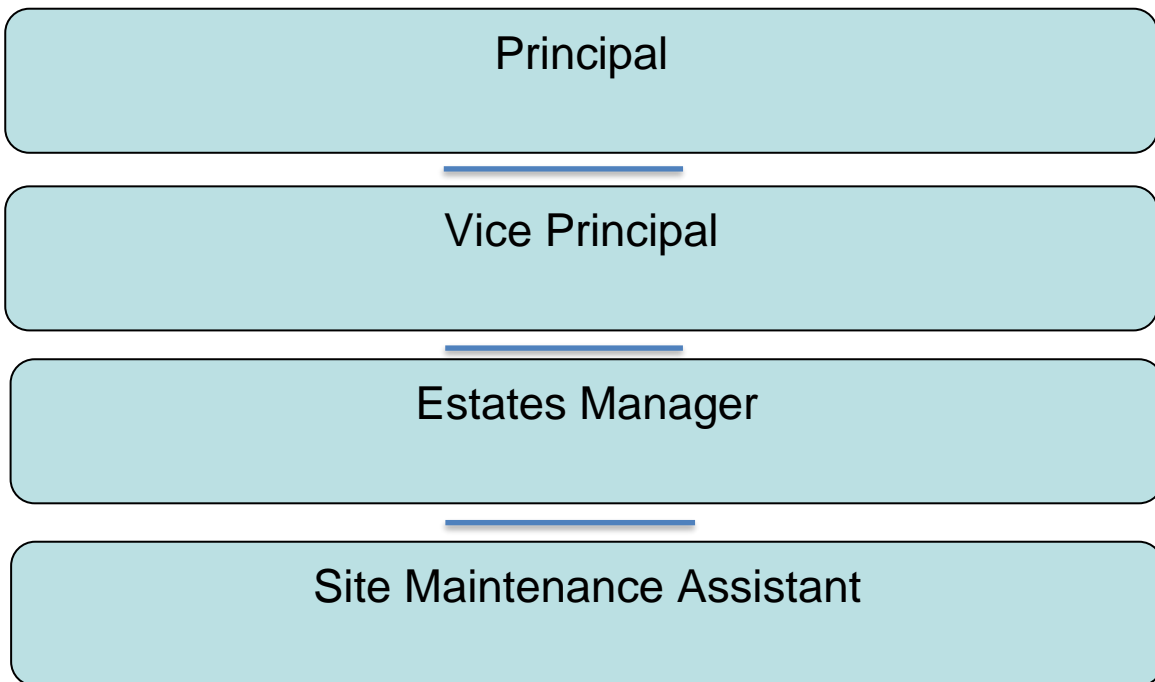 Principal
Vice Principal
Estates Manager
Site Maintenance Assistant